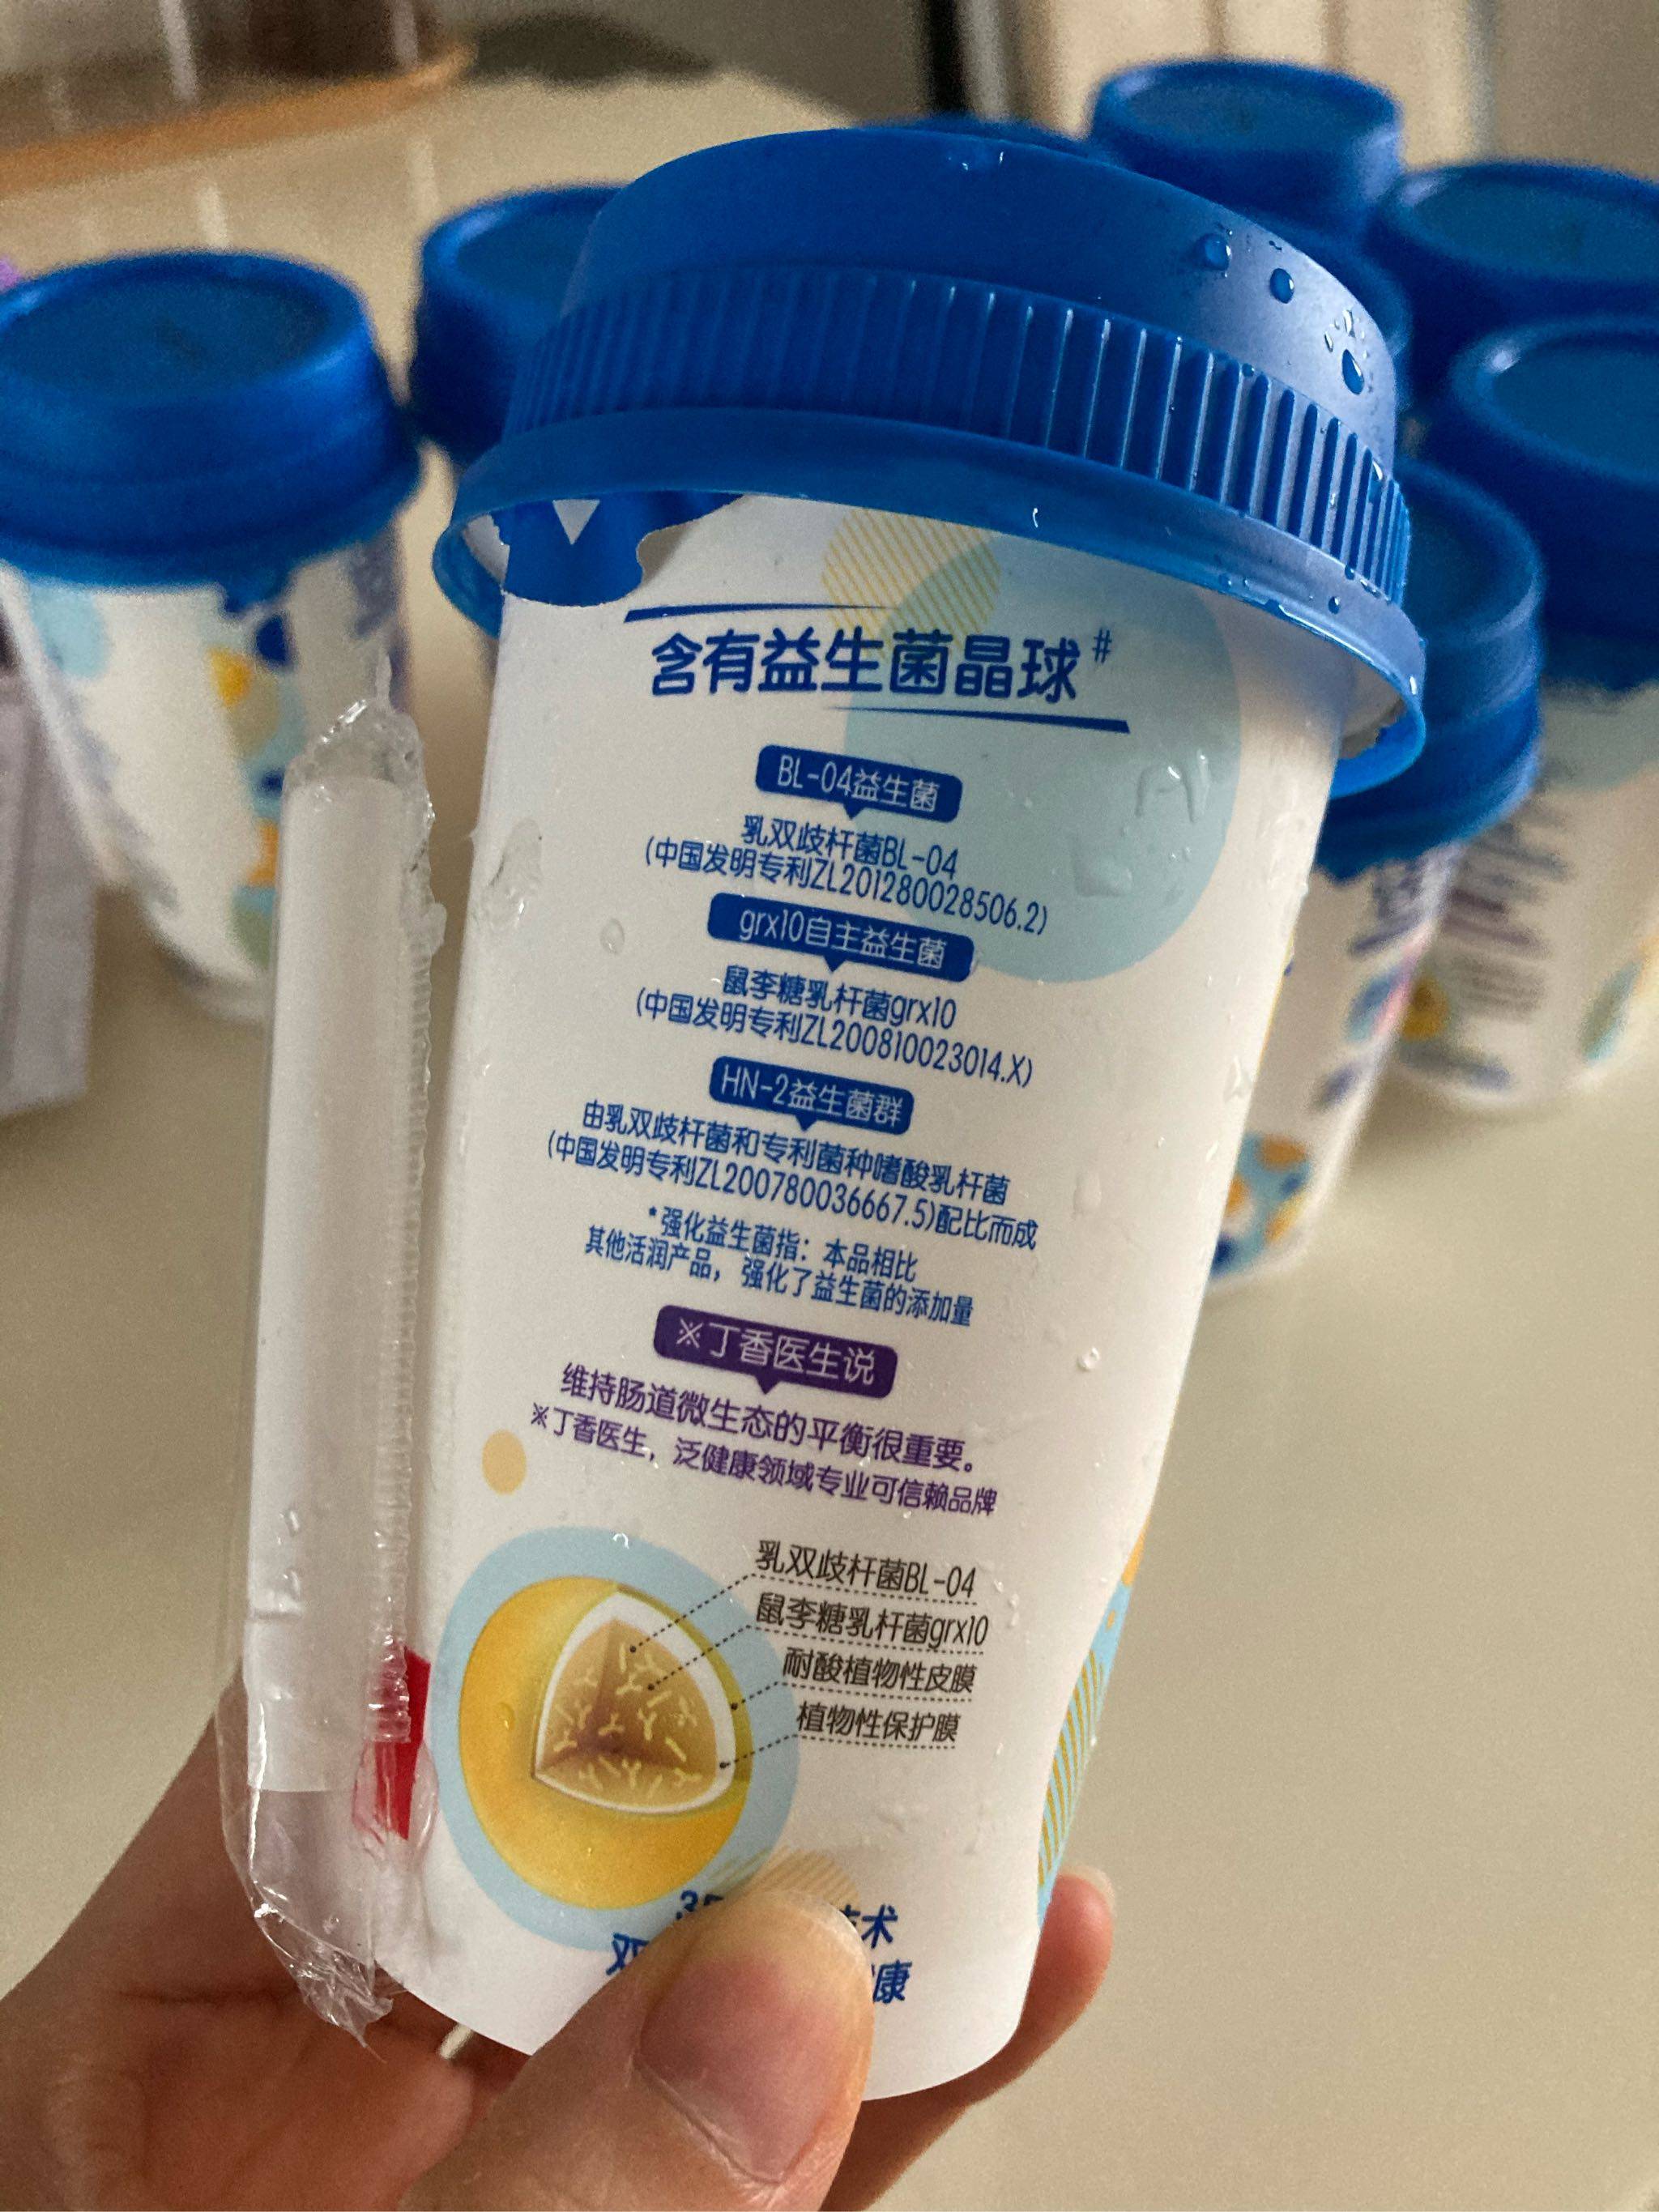 含有益生菌晶球#
BL-04益生菌
乳双歧杆菌BL-04
(中国发明专利ZL201280028506.2)
grx10自主益生菌
鼠李糖乳杆菌grx10
(中国发明专利ZL200810023014.X)
HN-2益生菌群
由乳双歧杆菌和专利菌种嗜酸乳杆菌
(中国发明专利ZL200780036667.5)配比而成
*强化益生菌指：本品相比
其他活润产品，强化了益生菌的添加量
※丁香医生说
维持肠道微生态的平衡很重要。
※丁香医生，泛健康领域专业可信赖品牌
乳双歧杆菌BL-04
鼠李糖乳杆菌grx10
耐酸植物性皮膜
植物性保护膜
术
康